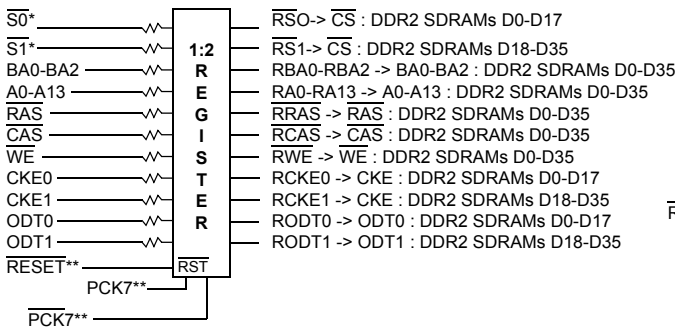 S0* RSO-> CS : DDR2 SDRAMs D0-D17
S1* 1:2 RS1-> CS : DDR2 SDRAMs D18-D35
BA0-BA2 R RBA0-RBA2 -> BA0-BA2 : DDR2 SDRAMs D0-D35
A0-A13 E RA0-RA13 -> A0-A13 : DDR2 SDRAMs D0-D35
RAS G RRAS -> RAS : DDR2 SDRAMs D0-D35
CAS I RCAS -> CAS : DDR2 SDRAMs D0-D35
WE S RWE -> WE : DDR2 SDRAMs D0-D35
CKE0 T RCKE0 -> CKE : DDR2 SDRAMs D0-D17
CKE1 E RCKE1 -> CKE : DDR2 SDRAMs D18-D35
ODT0 R RODT0 -> ODT0 : DDR2 SDRAMs D0-D17
ODT1 RODT1 -> ODT1 : DDR2 SDRAMs D18-D35
RESET** RST
PCK7**
PCK7**